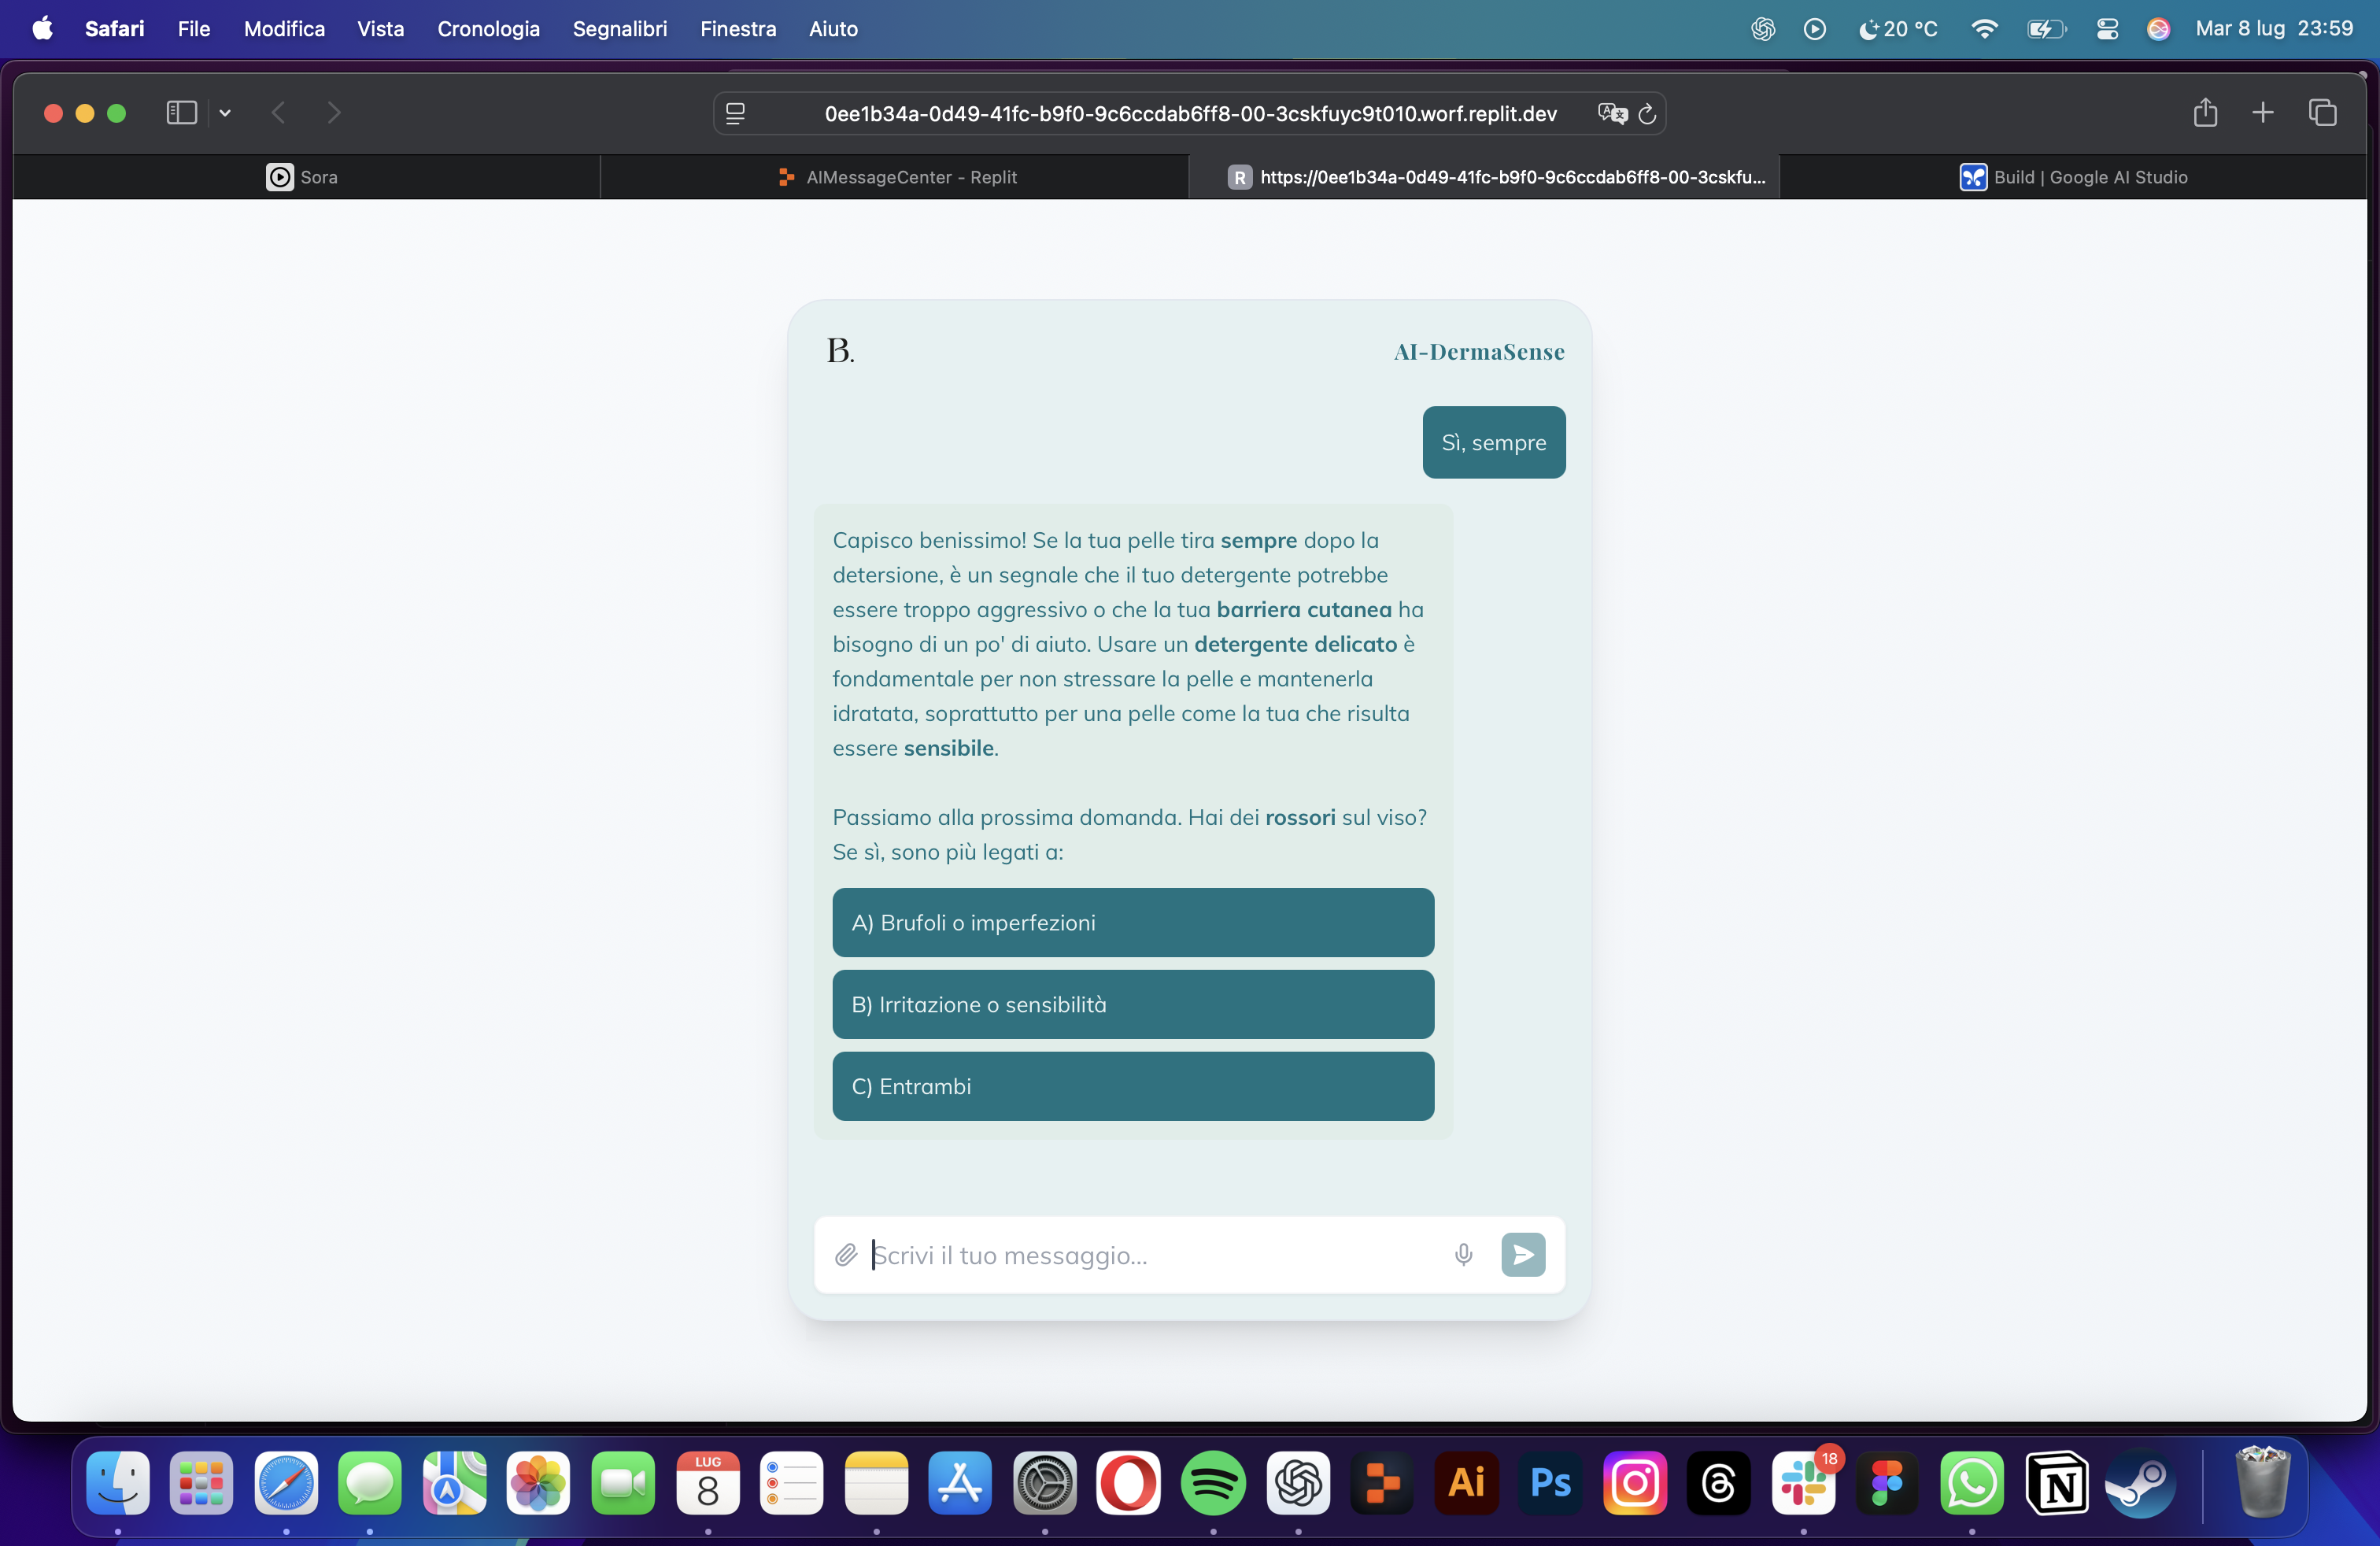 Safari File Modifica Vista Cronologia Segnalibri Finestra Aiuto 20 °C Mar 8 lug 23:59
0ee1b34a-0d49-41fc-b9f0-9c6ccdab6ff8-00-3cskfuyc9t010.worf.replit.dev
Sora AIMessageCenter - Replit R https://0ee1b34a-0d49-41fc-b9f0-9c6ccdab6ff8-00-3cskfu... Build | Google AI Studio
B. AI-DermaSense
Sì, sempre
Capisco benissimo! Se la tua pelle tira sempre dopo la
detersione, è un segnale che il tuo detergente potrebbe
essere troppo aggressivo o che la tua barriera cutanea ha
bisogno di un po' di aiuto. Usare un detergente delicato è
fondamentale per non stressare la pelle e mantenerla
idratata, soprattutto per una pelle come la tua che risulta
essere sensibile.
Passiamo alla prossima domanda. Hai dei rossori sul viso?
Se sì, sono più legati a:
A) Brufoli o imperfezioni
B) Irritazione o sensibilità
C) Entrambi
Scrivi il tuo messaggio...
LUG
8
Ai Ps 18 N